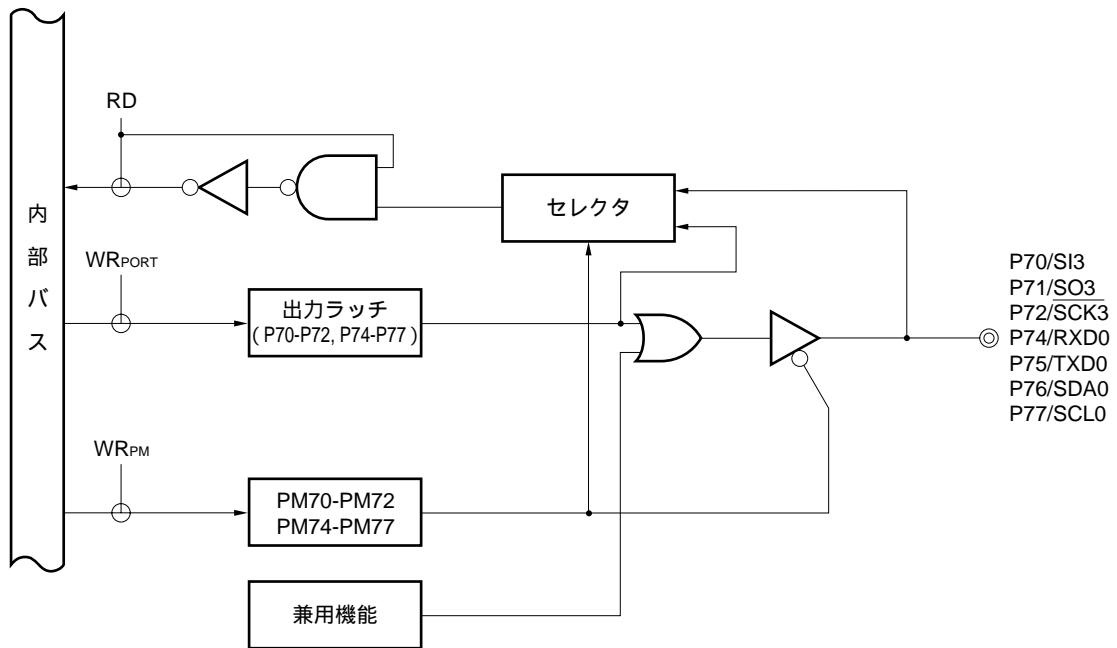 RD
内部バス
セレクタ
WRPORT
出力ラッチ
(P70-P72, P74-P77)
P70/SI3
P71/SO3
P72/S̅C̅K̅3̅
P74/RXD0
P75/TXD0
P76/SDA0
P77/SCL0
WRPM
PM70-PM72
PM74-PM77
兼用機能